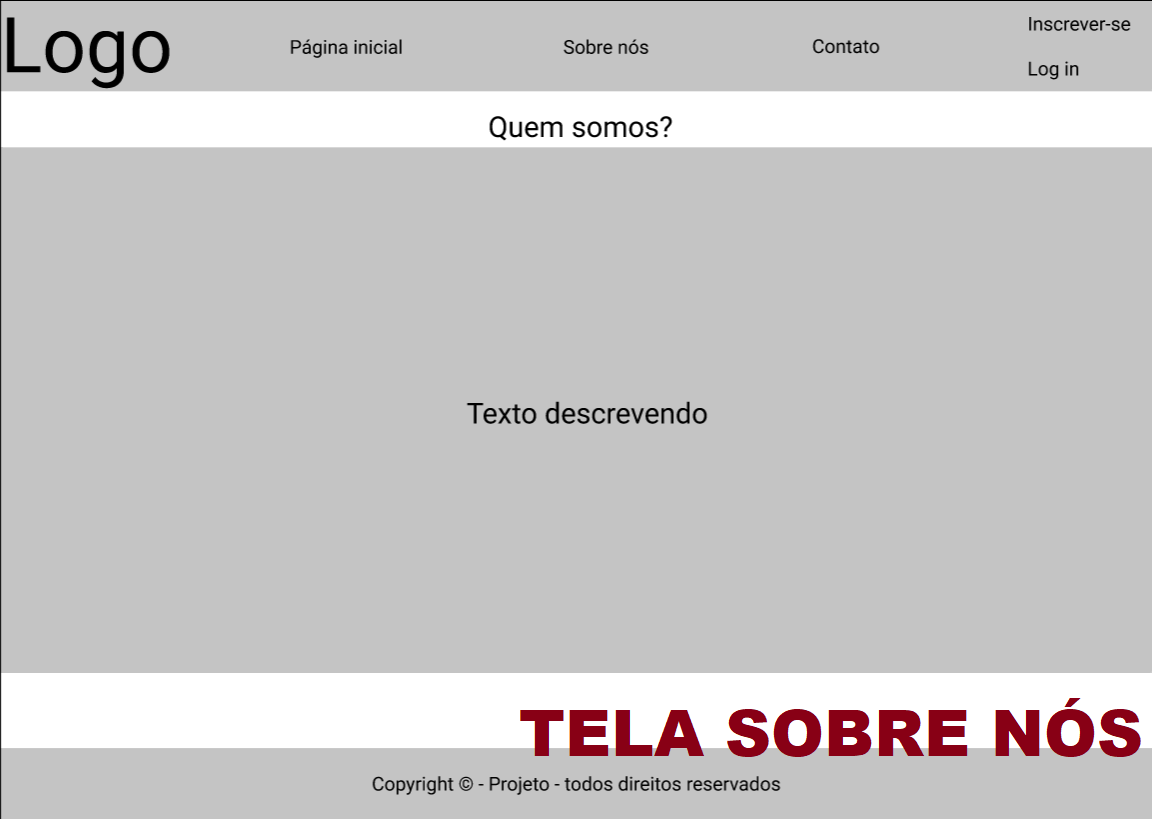 Logo
Página inicial
Sobre nós
Contato
Inscrever-se
Log in
Quem somos?
Texto descrevendo
TELA SOBRE NÓS
Copyright © - Projeto - todos direitos reservados